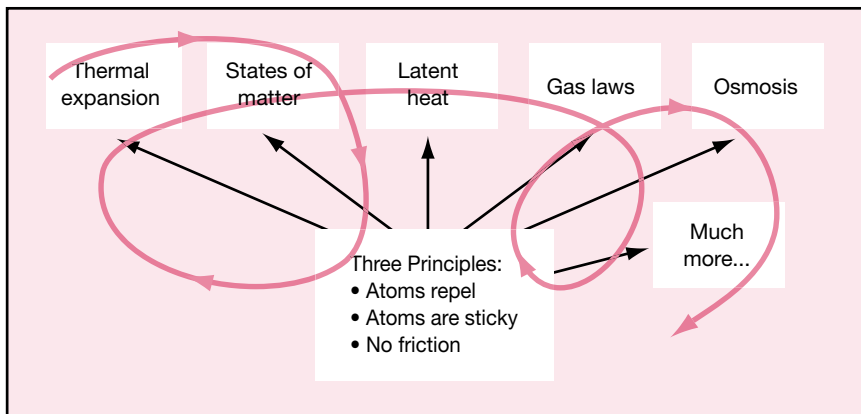 Thermal
expansion
States of
matter
Latent
heat
Gas laws
Osmosis
Much
more...
Three Principles:
• Atoms repel
• Atoms are sticky
• No friction